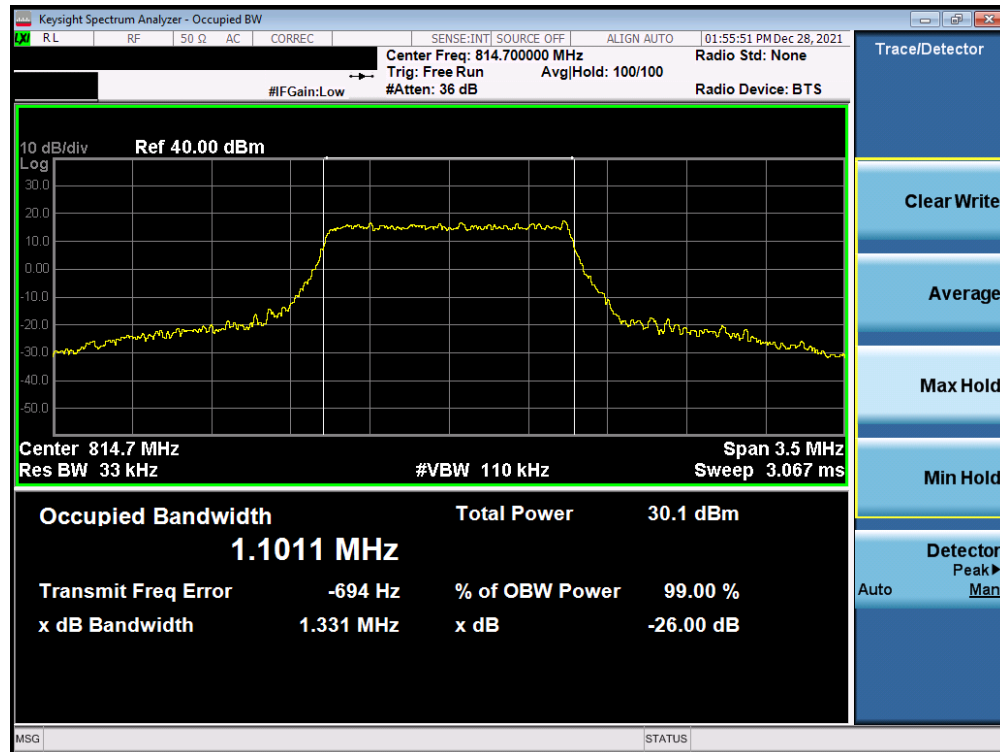 Keysight Spectrum Analyzer - Occupied BW
LXI RL RF 50 Ω AC CORREC SENSE:INT SOURCE OFF ALIGN AUTO 01:55:51 PM Dec 28, 2021
Center Freq: 814.700000 MHz Radio Std: None
Trig: Free Run Avg|Hold: 100/100
#IFGain:Low #Atten: 36 dB Radio Device: BTS
Trace/Detector
10 dB/div Ref 40.00 dBm
Log
30.0
20.0
10.0
0.00
-10.0
-20.0
-30.0
-40.0
-50.0
Center 814.7 MHz Span 3.5 MHz
Res BW 33 kHz #VBW 110 kHz Sweep 3.067 ms
Occupied Bandwidth Total Power 30.1 dBm
1.1011 MHz
Transmit Freq Error -694 Hz % of OBW Power 99.00 %
x dB Bandwidth 1.331 MHz x dB -26.00 dB
Clear Write
Average
Max Hold
Min Hold
Detector
Peak▶
Auto Man
MSG STATUS